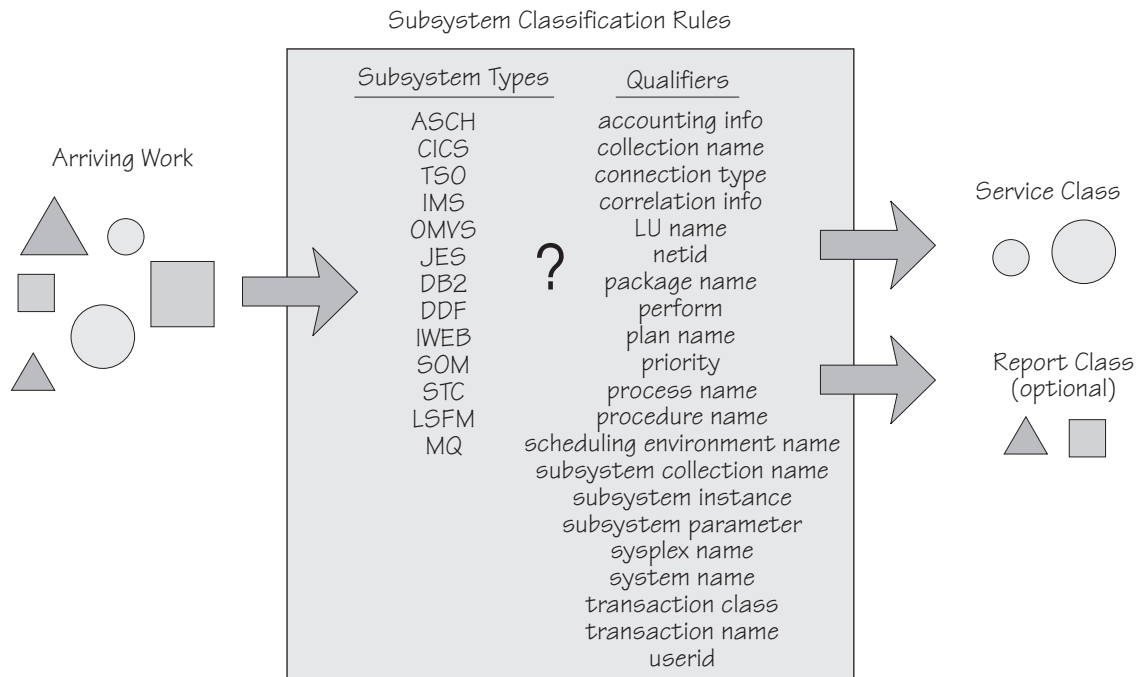 Subsystem Classification Rules
Subsystem Types
Qualifiers
Arriving Work
ASCH
CICS
TSO
IMS
OMVS
JES
DB2
DDF
IWEB
SOM
STC
LSFM
MQ
?
accounting info
collection name
connection type
correlation info
LU name
netid
package name
perform
plan name
priority
process name
procedure name
scheduling environment name
subsystem collection name
subsystem instance
subsystem parameter
sysplex name
system name
transaction class
transaction name
userid
Service Class
Report Class
(optional)